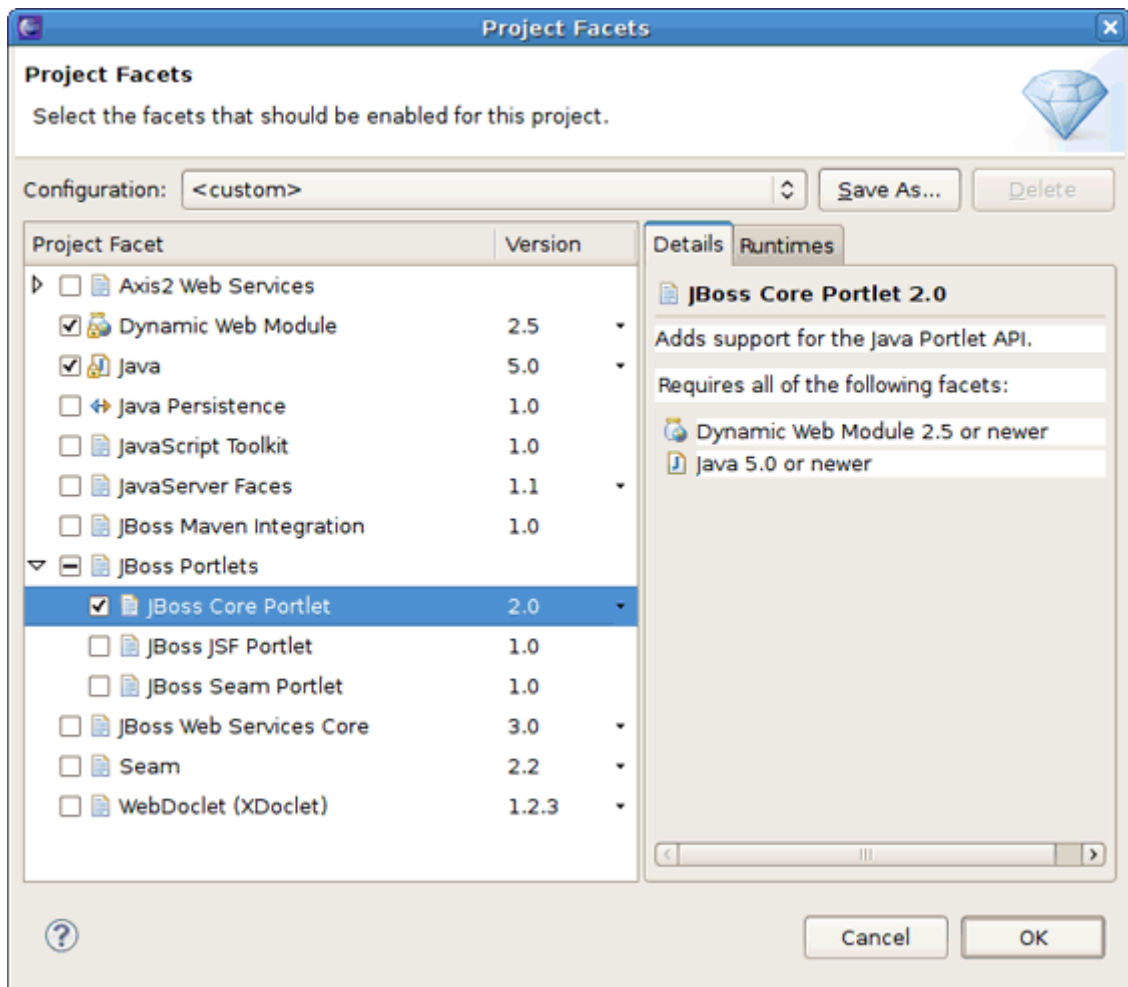 Project Facets
Project Facets
Select the facets that should be enabled for this project.
Configuration: <custom> Save As... Delete
Project Facet Version
Details Runtimes
Axis2 Web Services
Dynamic Web Module 2.5
Java 5.0
Java Persistence 1.0
JavaScript Toolkit 1.0
JavaServer Faces 1.1
JBoss Maven Integration 1.0
JBoss Portlets
JBoss Core Portlet 2.0
JBoss JSF Portlet 1.0
JBoss Seam Portlet 1.0
JBoss Web Services Core 3.0
Seam 2.2
WebDoclet (XDoclet) 1.2.3
JBoss Core Portlet 2.0
Adds support for the Java Portlet API.
Requires all of the following facets:
Dynamic Web Module 2.5 or newer
Java 5.0 or newer
Cancel OK